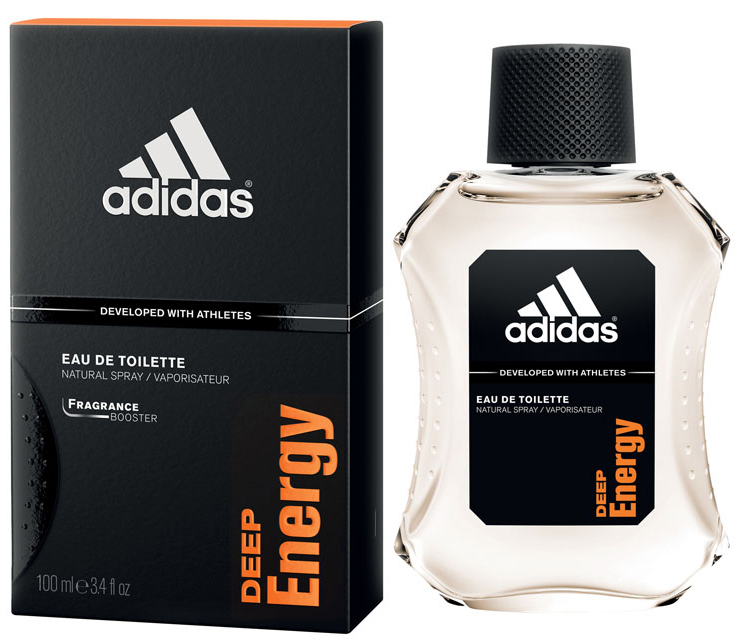 adidas®
DEVELOPED WITH ATHLETES
EAU DE TOILETTE
NATURAL SPRAY / VAPORISATEUR
FRAGRANCE
BOOSTER
DEEP
Energy
100 ml e 3.4 fl oz
adidas®
DEVELOPED WITH ATHLETES
EAU DE TOILETTE
NATURAL SPRAY / VAPORISATEUR
DEEP
Energy